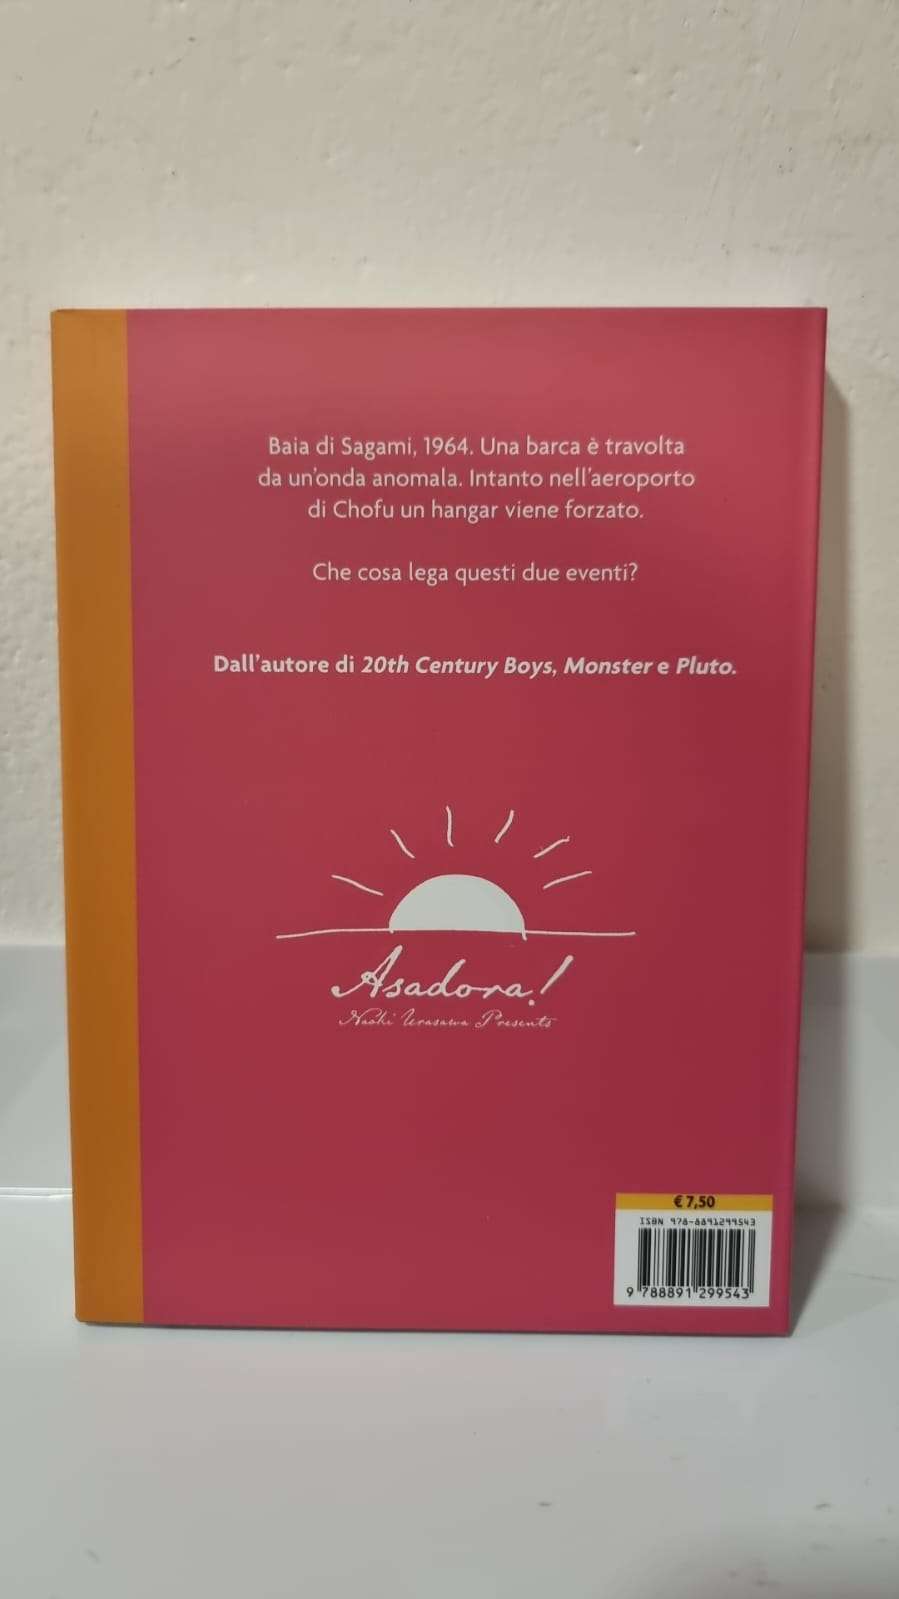 Baia di Sagami, 1964. Una barca è travolta
da un'onda anomala. Intanto nell'aeroporto
di Chofu un hangar viene forzato.
Che cosa lega questi due eventi?
Dall'autore di 20th Century Boys, Monster e Pluto.
Asadora!
Naoki Urasawa Presents
€ 7,50
ISBN 978-8891299543
9 788891 299543